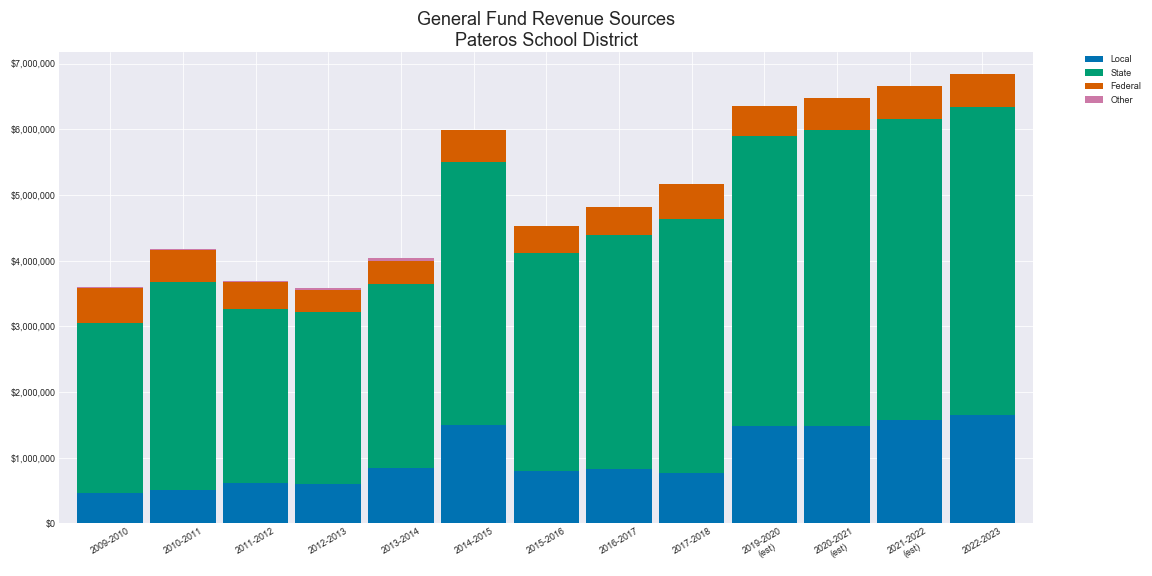 General Fund Revenue Sources
Pateros School District
Local
State
Federal
Other
$7,000,000
$6,000,000
$5,000,000
$4,000,000
$3,000,000
$2,000,000
$1,000,000
$0
2009-2010
2010-2011
2011-2012
2012-2013
2013-2014
2014-2015
2015-2016
2016-2017
2017-2018
2019-2020
(est)
2020-2021
(est)
2021-2022
(est)
2022-2023